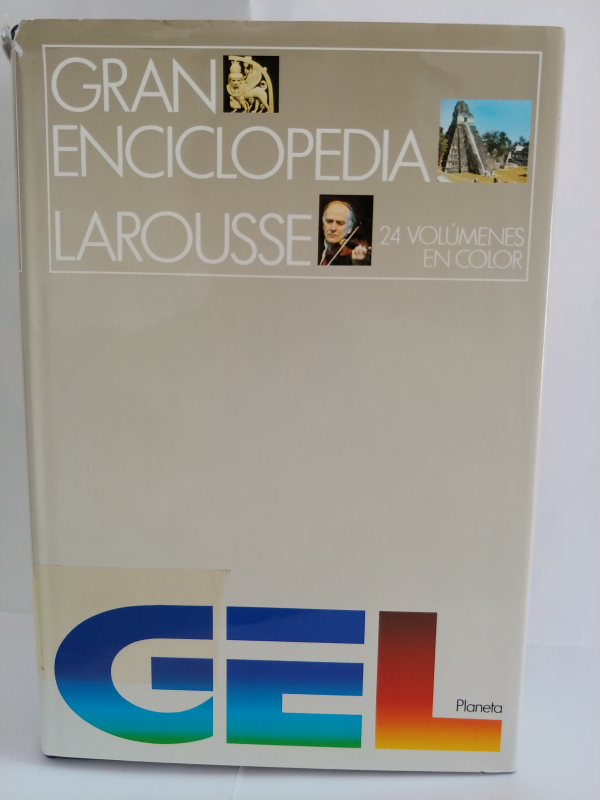 GRAN
ENCICLOPEDIA
LAROUSSE
24 VOLÚMENES
EN COLOR
GEL
Planeta